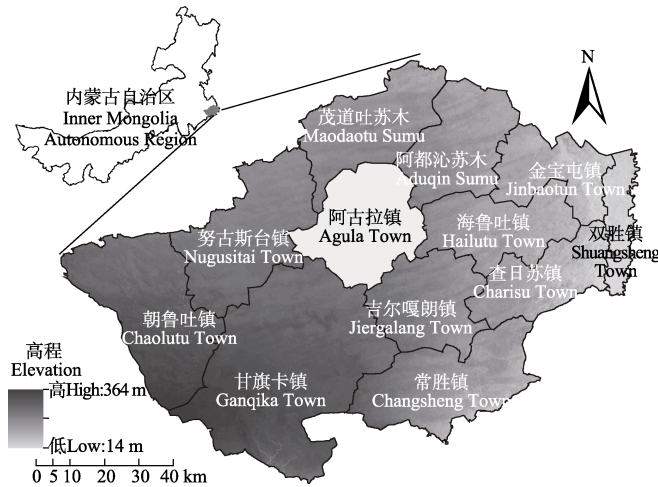 内蒙古自治区
Inner Mongolia
Autonomous Region
N
茂道吐苏木
Maodaotu Sumu
阿都沁苏木
Aduqin Sumu
金宝屯镇
Jinbaotun Town
阿古拉镇
Agula Town
海鲁吐镇
Hailutu Town
双胜镇
Shuangsheng
Town
努古斯台镇
Nugusitai Town
查日苏镇
Charisu Town
朝鲁吐镇
Chaolutu Town
吉尔嘎朗镇
Jiergalang Town
甘旗卡镇
Ganqika Town
常胜镇
Changsheng Town
高程
Elevation
高High:364 m
低Low:14 m
0 5 10 20 30 40 km